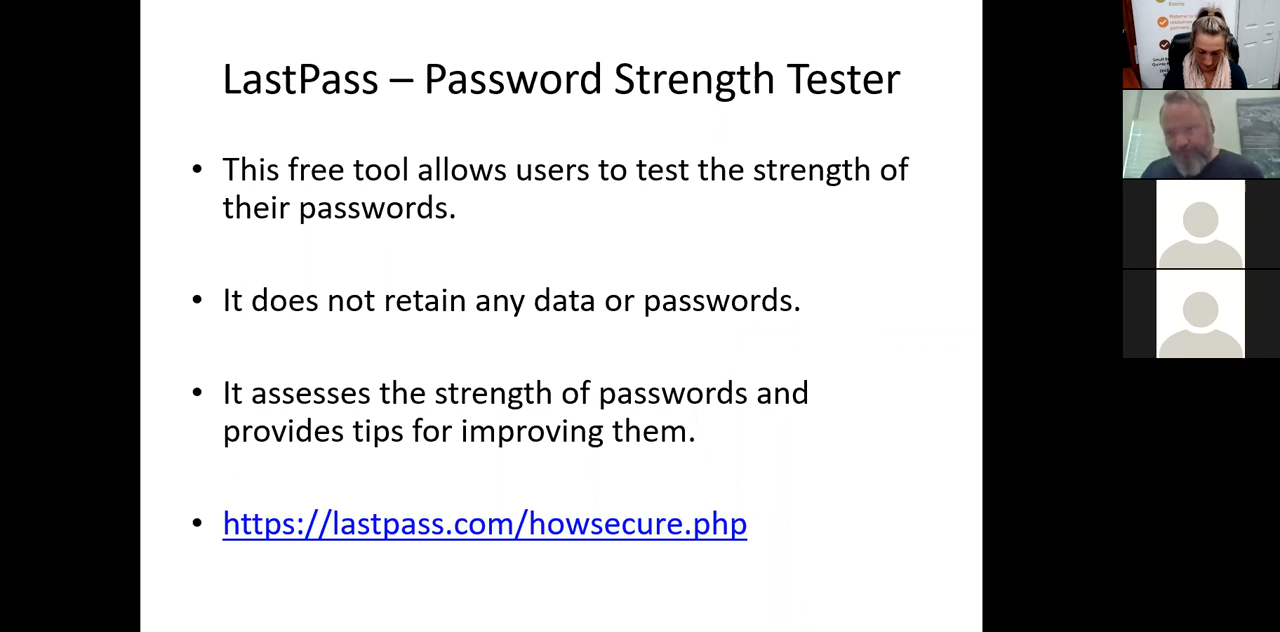 LastPass – Password Strength Tester
• This free tool allows users to test the strength of
their passwords.
• It does not retain any data or passwords.
• It assesses the strength of passwords and
provides tips for improving them.
• https://lastpass.com/howsecure.php